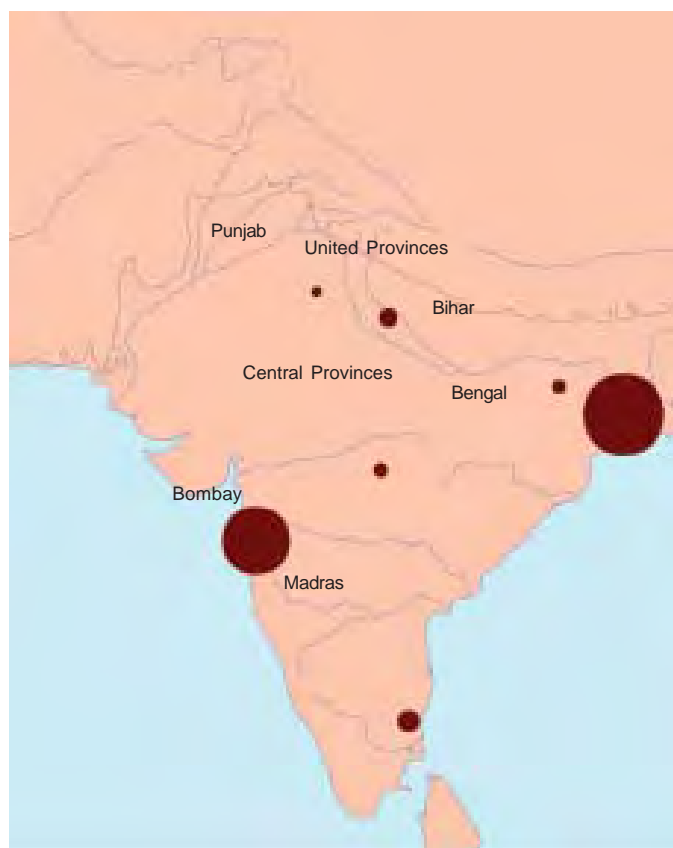 Punjab
United Provinces
Bihar
Central Provinces
Bengal
Bombay
Madras